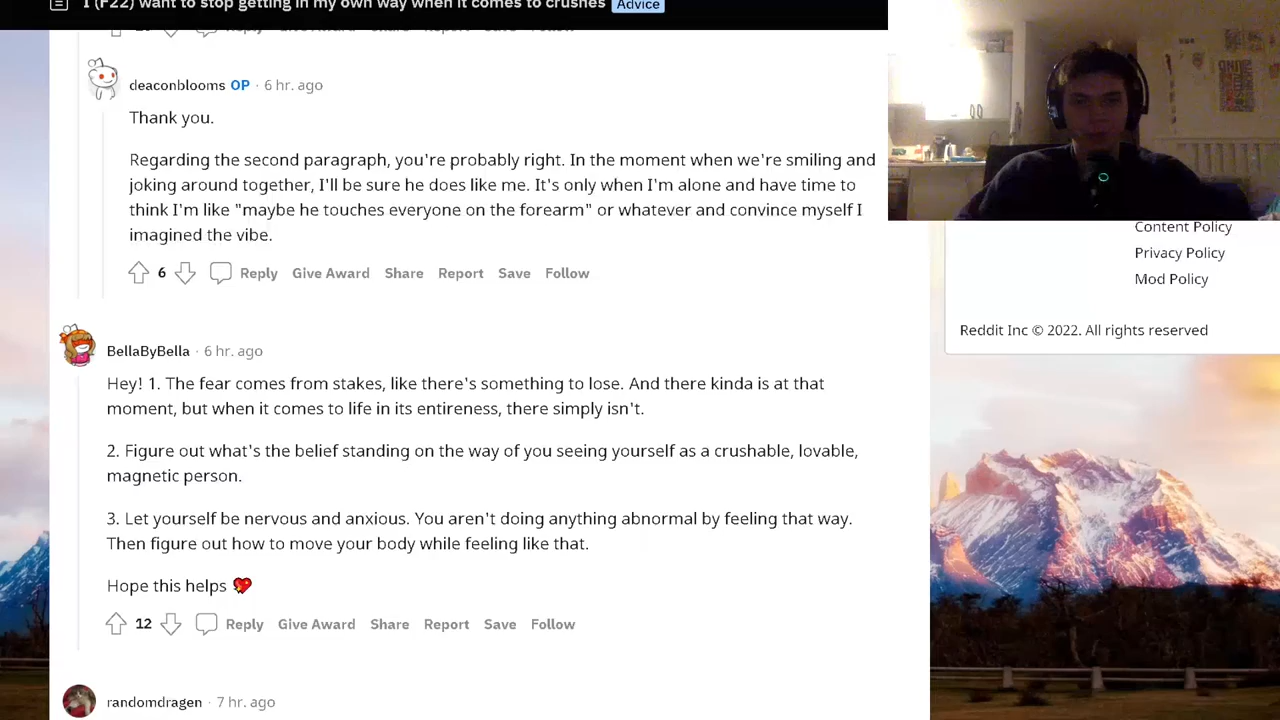 I (F22) want to stop getting in my own way when it comes to crushes Advice
Reply Give Award Share Report Save Follow
deaconblooms OP · 6 hr. ago
Thank you.
Regarding the second paragraph, you're probably right. In the moment when we're smiling and
joking around together, I'll be sure he does like me. It's only when I'm alone and have time to
think I'm like "maybe he touches everyone on the forearm" or whatever and convince myself I
imagined the vibe.
6 Reply Give Award Share Report Save Follow
BellaByBella · 6 hr. ago
Hey! 1. The fear comes from stakes, like there's something to lose. And there kinda is at that
moment, but when it comes to life in its entireness, there simply isn't.
2. Figure out what's the belief standing on the way of you seeing yourself as a crushable, lovable,
magnetic person.
3. Let yourself be nervous and anxious. You aren't doing anything abnormal by feeling that way.
Then figure out how to move your body while feeling like that.
Hope this helps 💘
12 Reply Give Award Share Report Save Follow
randomdragen · 7 hr. ago
Content Policy
Privacy Policy
Mod Policy
Reddit Inc © 2022. All rights reserved